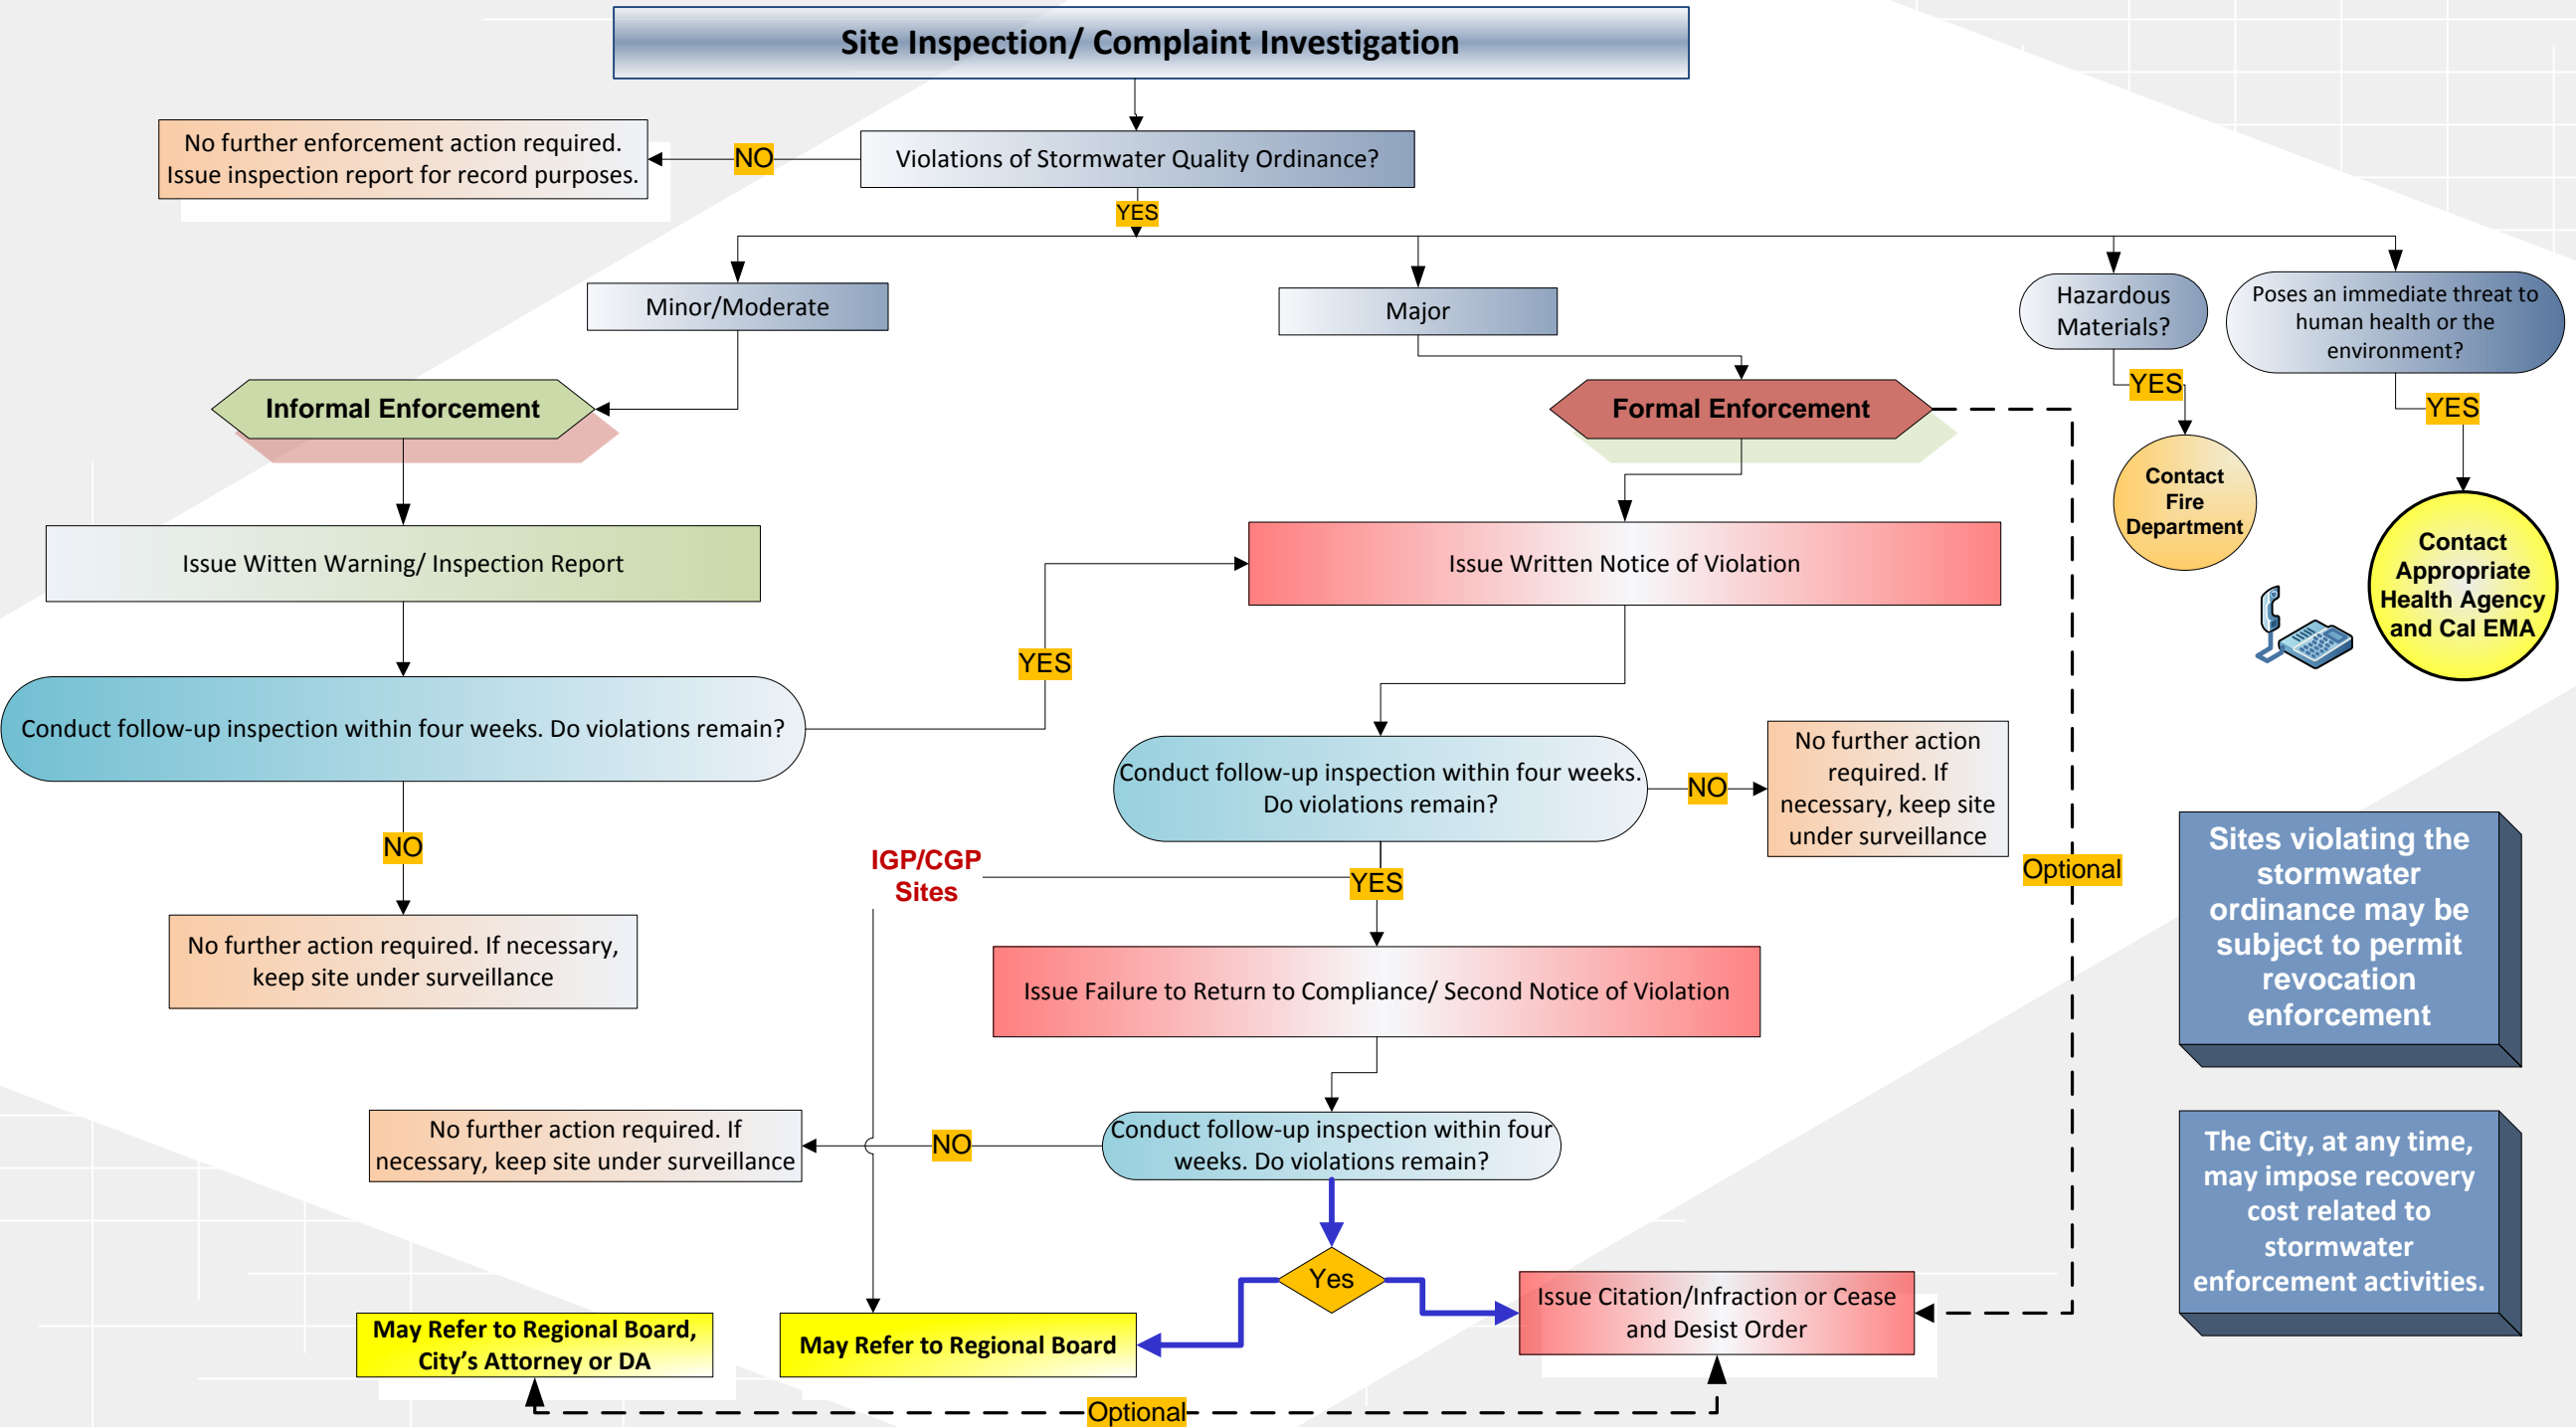 Site Inspection/ Complaint Investigation
No further enforcement action required.
Issue inspection report for record purposes.
NO
Violations of Stormwater Quality Ordinance?
YES
Minor/Moderate
Major
Hazardous
Materials?
Poses an immediate threat to
human health or the
environment?
YES
YES
Informal Enforcement
Formal Enforcement
Contact
Fire
Department
Contact
Appropriate
Health Agency
and Cal EMA
Issue Witten Warning/ Inspection Report
Issue Written Notice of Violation
YES
Conduct follow-up inspection within four weeks. Do violations remain?
Conduct follow-up inspection within four weeks.
Do violations remain?
NO
No further action
required. If
necessary, keep site
under surveillance
NO
IGP/CGP
Sites
YES
Optional
Sites violating the
stormwater
ordinance may be
subject to permit
revocation
enforcement
No further action required. If necessary,
keep site under surveillance
Issue Failure to Return to Compliance/ Second Notice of Violation
No further action required. If
necessary, keep site under surveillance
NO
Conduct follow-up inspection within four
weeks. Do violations remain?
The City, at any time,
may impose recovery
cost related to
stormwater
enforcement activities.
Yes
May Refer to Regional Board,
City’s Attorney or DA
May Refer to Regional Board
Issue Citation/Infraction or Cease
and Desist Order
Optional